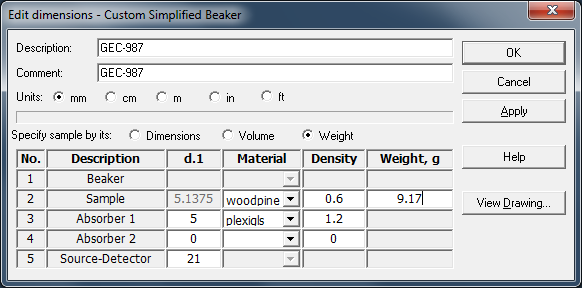 Edit dimensions - Custom Simplified Beaker
Description: GEC-987 OK
Comment: GEC-987 Cancel
Units: mm cm m in ft Apply
Specify sample by its: Dimensions Volume Weight
No. Description d.1 Material Density Weight, g Help
1 Beaker
2 Sample 5.1375 woodpine 0.6 9.17 View Drawing...
3 Absorber 1 5 plexigls 1.2
4 Absorber 2 0 0
5 Source-Detector 21